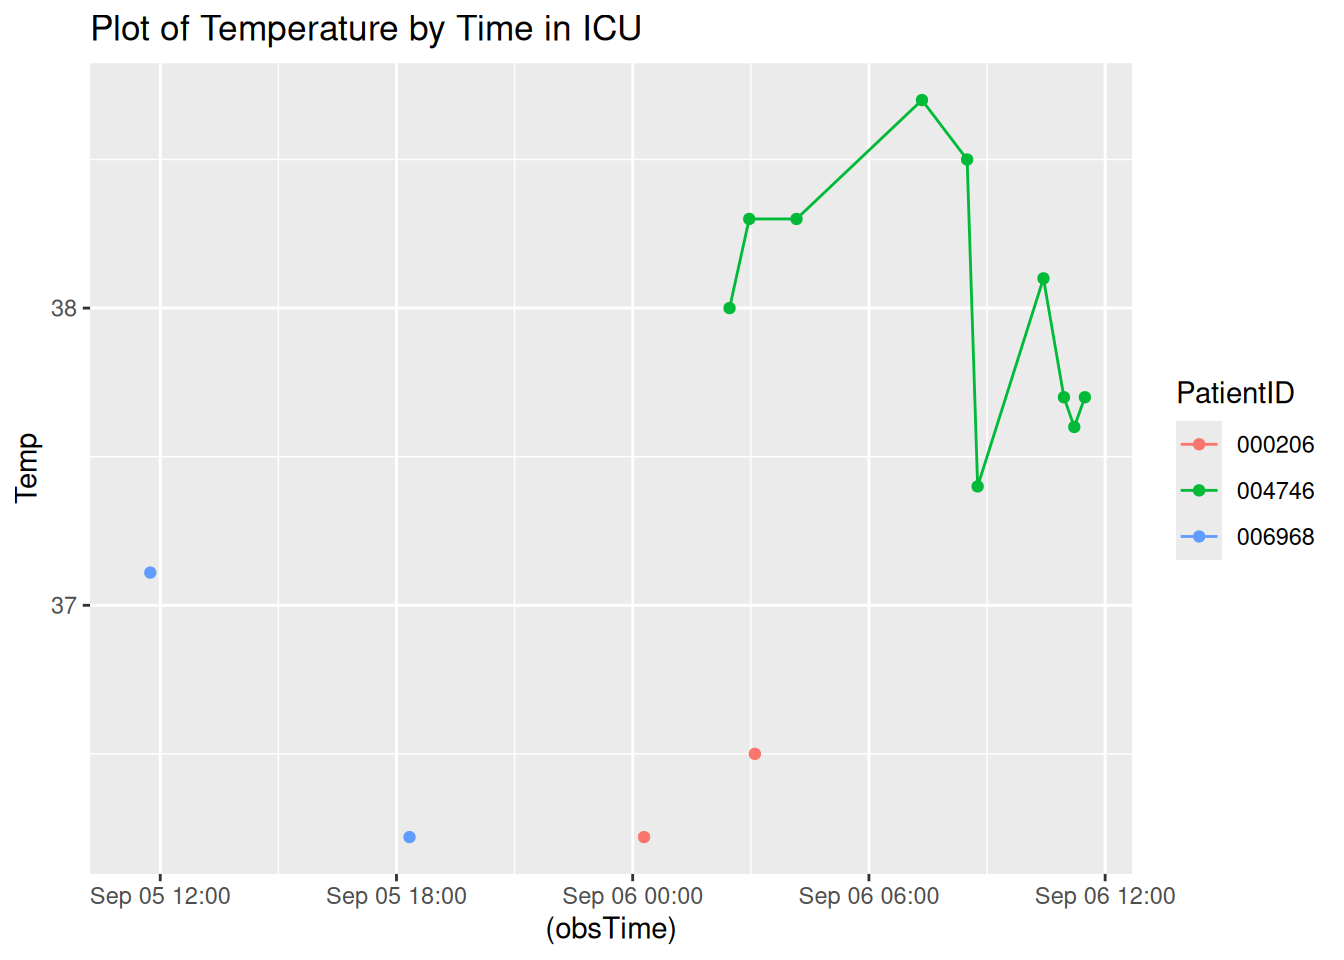 Plot of Temperature by Time in ICU
Temp
38
37
Sep 05 12:00
Sep 05 18:00
Sep 06 00:00
Sep 06 06:00
Sep 06 12:00
(obsTime)
PatientID
000206
004746
006968